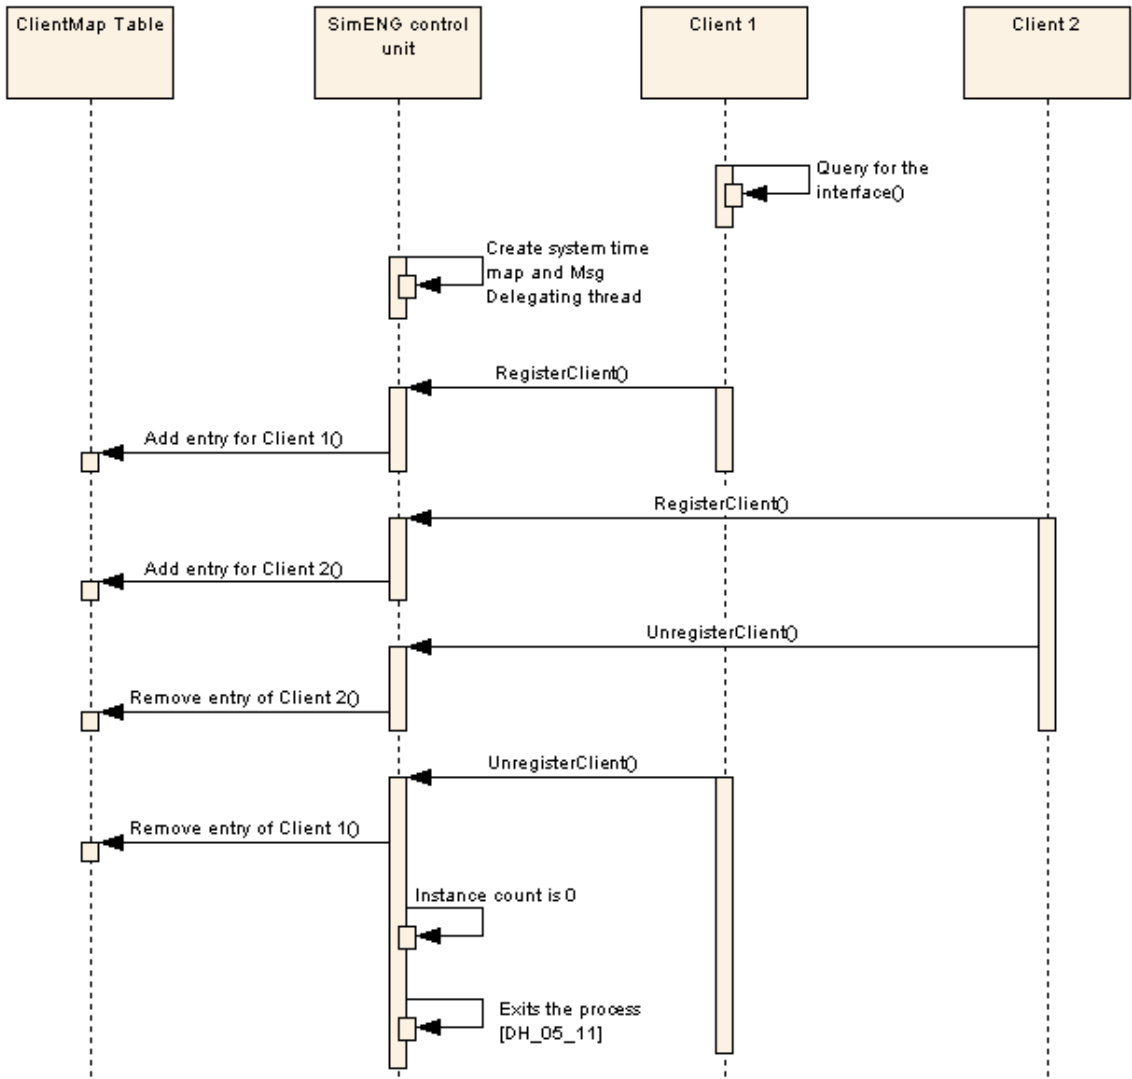 ClientMap Table
SimENG control
unit
Client 1
Client 2
Query for the
interface()
Create system time
map and Msg
Delegating thread
RegisterClient()
Add entry for Client 1()
RegisterClient()
Add entry for Client 2()
UnregisterClient()
Remove entry of Client 2()
UnregisterClient()
Remove entry of Client 1()
Instance count is 0
Exits the process
[DH_05_11]